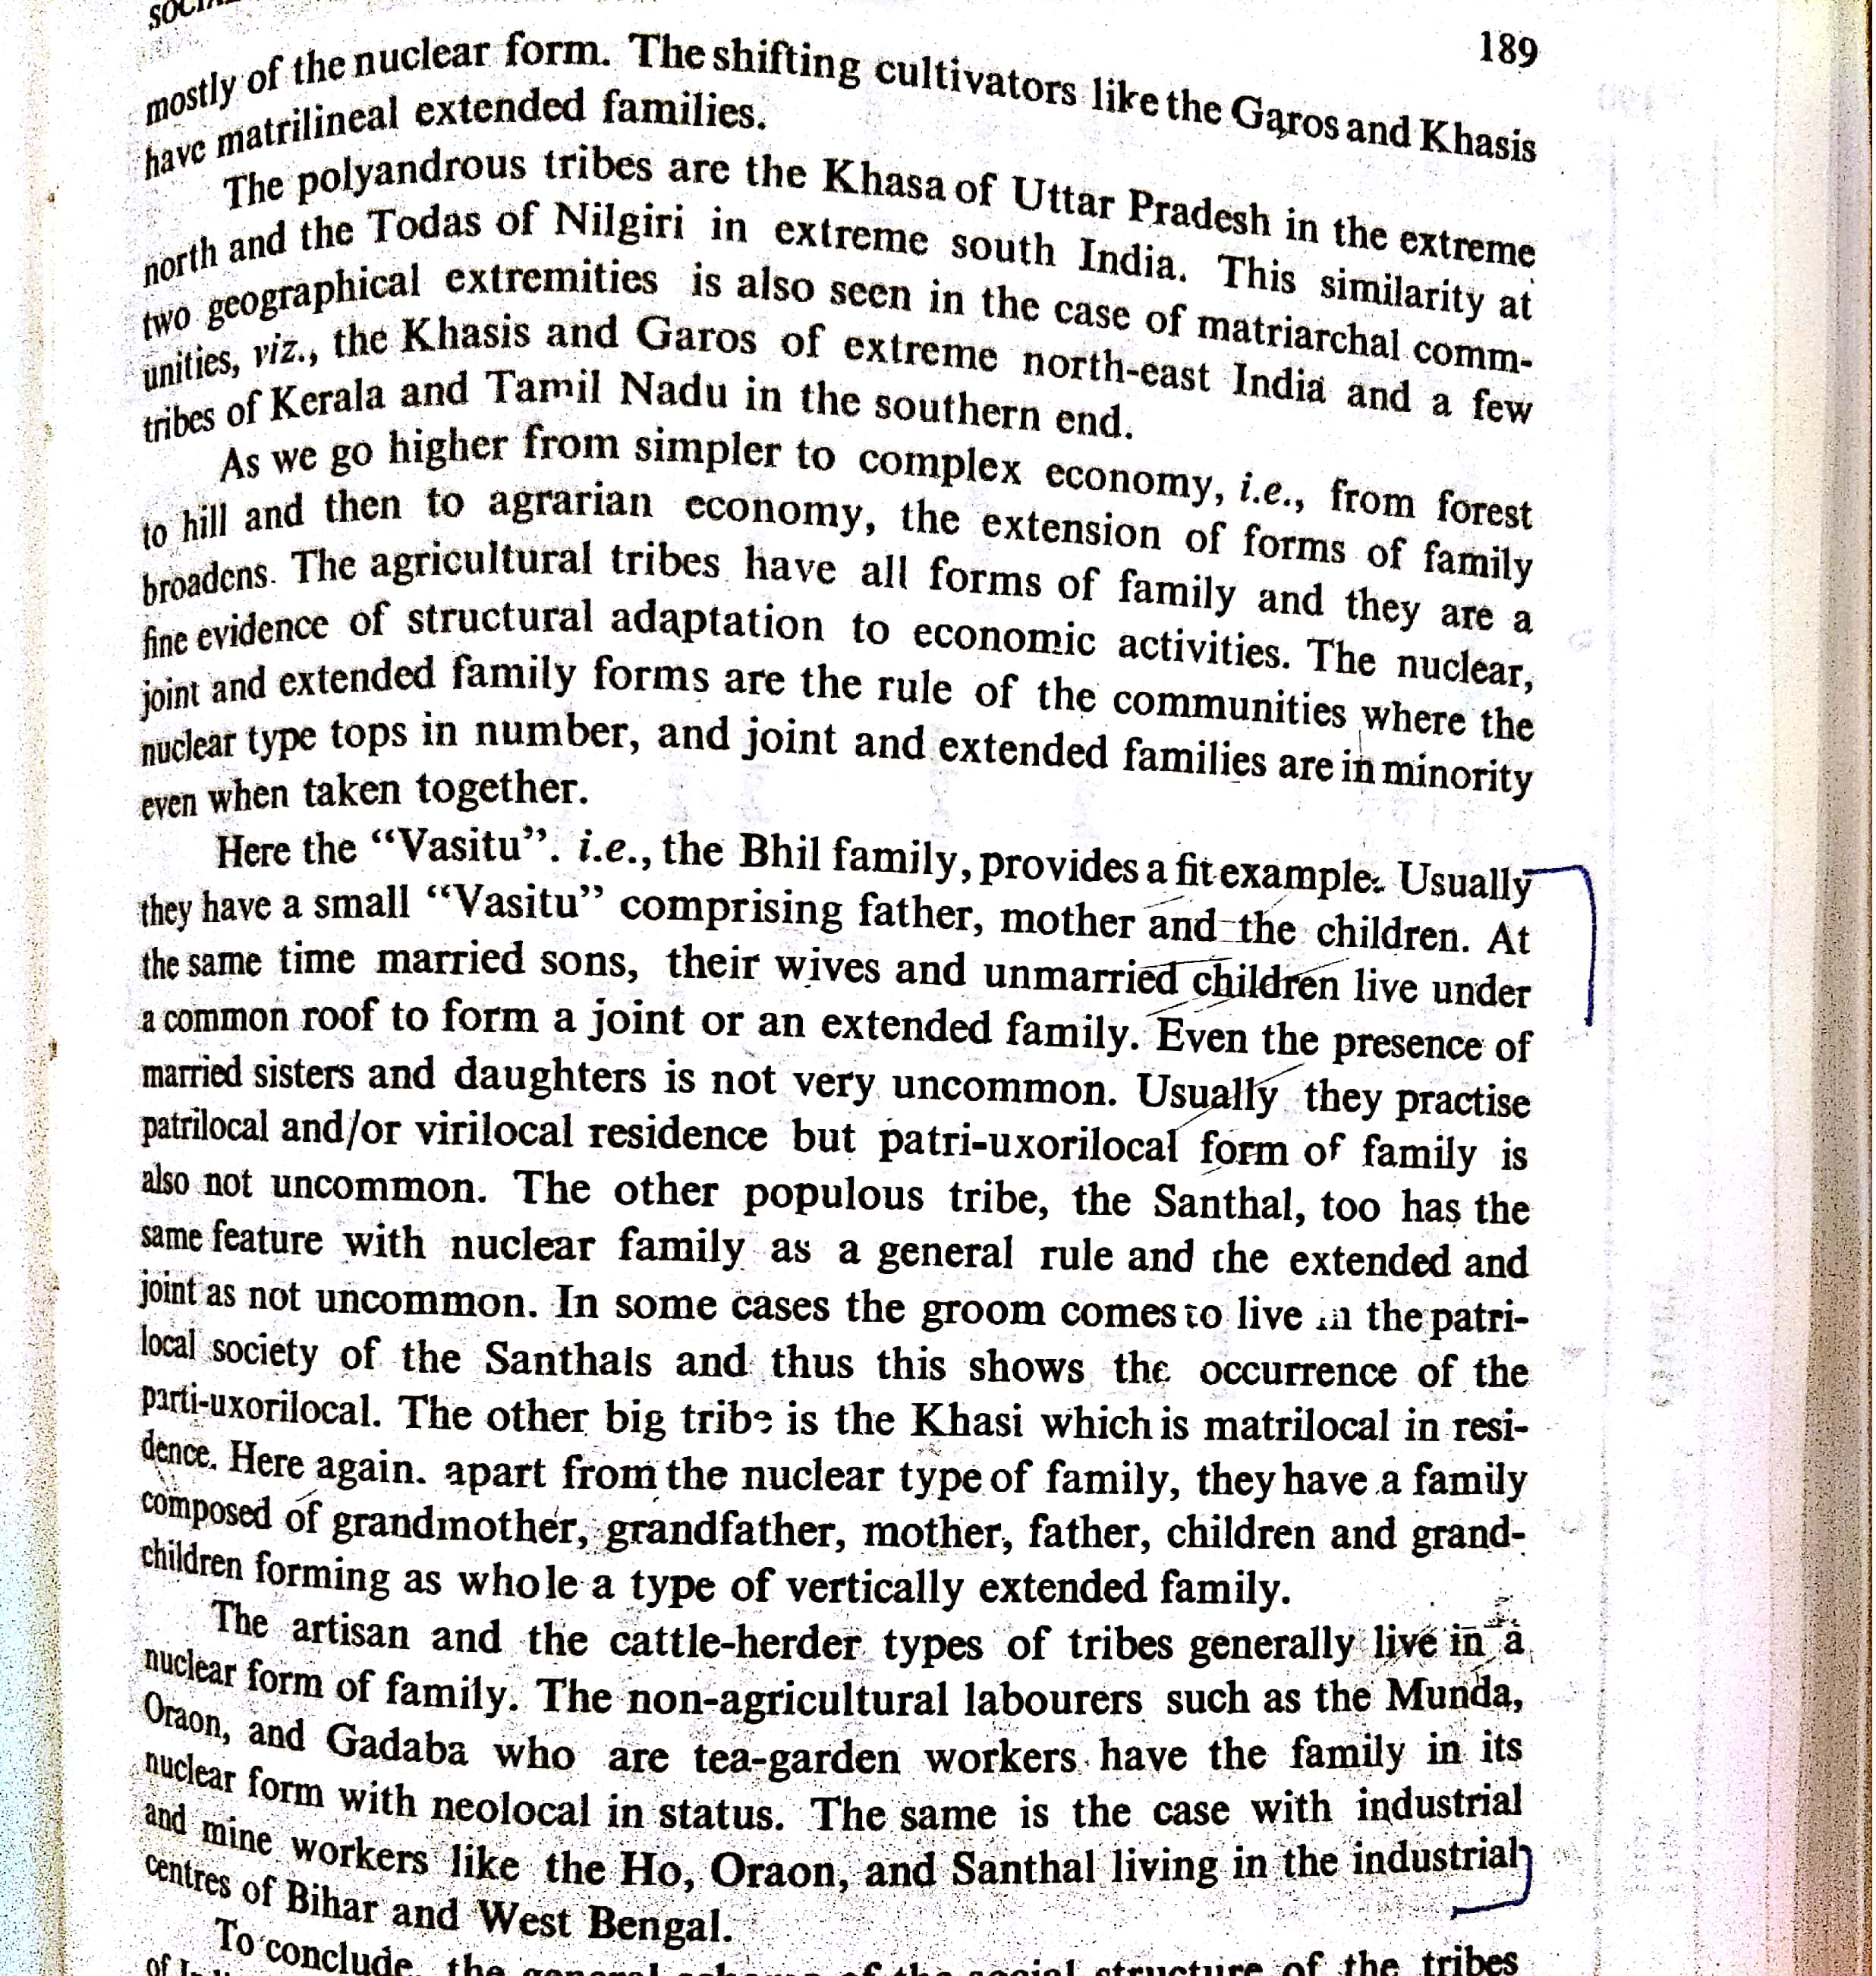 189
mostly of the nuclear form. The shifting cultivators like the Garos and Khasis
have matrilineal extended families.
The polyandrous tribes are the Khasa of Uttar Pradesh in the extreme
north and the Todas of Nilgiri in extreme south India. This similarity at
two geographical extremities is also seen in the case of matriarchal comm-
unities, viz., the Khasis and Garos of extreme north-east India and a few
tribes of Kerala and Tamil Nadu in the southern end.
As we go higher from simpler to complex economy, i.e., from forest
to hill and then to agrarian economy, the extension of forms of family
broadens. The agricultural tribes have all forms of family and they are a
fine evidence of structural adaptation to economic activities. The nuclear,
joint and extended family forms are the rule of the communities where the
nuclear type tops in number, and joint and extended families are in minority
even when taken together.
Here the “Vasitu”. i.e., the Bhil family, provides a fit example. Usually
they have a small “Vasitu” comprising father, mother and the children. At
the same time married sons, their wives and unmarried children live under
a common roof to form a joint or an extended family. Even the presence of
married sisters and daughters is not very uncommon. Usually they practise
patrilocal and/or virilocal residence but patri-uxorilocal form of family is
also not uncommon. The other populous tribe, the Santhal, too has the
same feature with nuclear family as a general rule and the extended and
joint as not uncommon. In some cases the groom comes to live in the patri-
local society of the Santhals and thus this shows the occurrence of the
parti-uxorilocal. The other big tribe is the Khasi which is matrilocal in resi-
dence. Here again. apart from the nuclear type of family, they have a family
composed of grandmother, grandfather, mother, father, children and grand-
children forming as whole a type of vertically extended family.
The artisan and the cattle-herder types of tribes generally live in a
nuclear form of family. The non-agricultural labourers such as the Munda,
Oraon, and Gadaba who are tea-garden workers have the family in its
nuclear form with neolocal in status. The same is the case with industrial
and mine workers like the Ho, Oraon, and Santhal living in the industrial
centres of Bihar and West Bengal.
To conclude, the general scheme of the social structure of the tribes
of